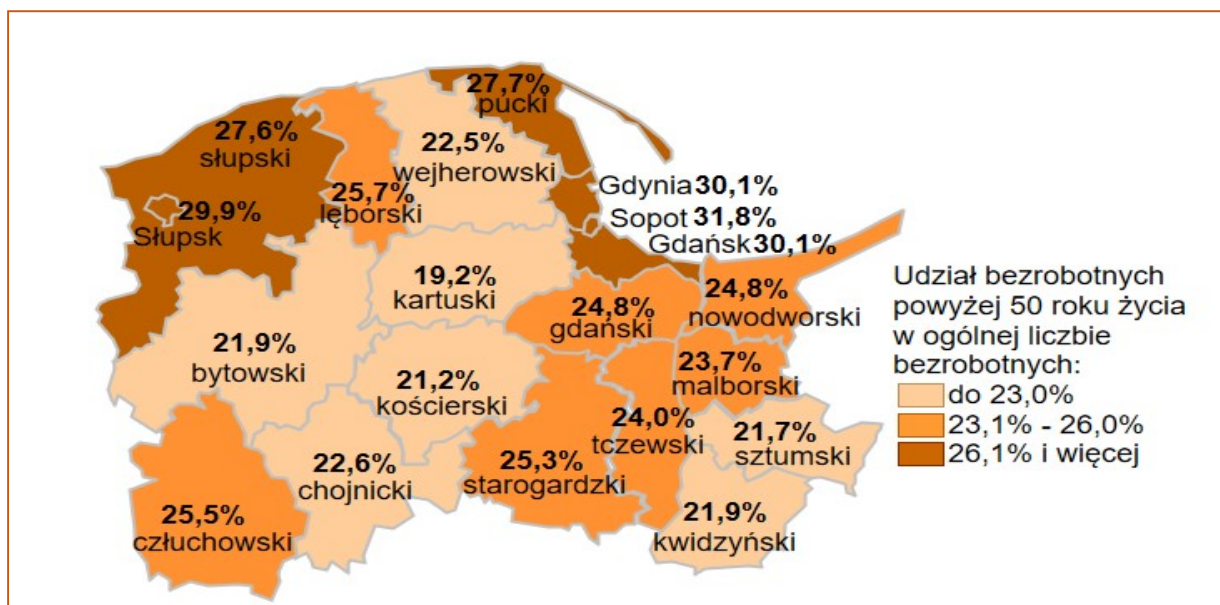 27,7%
pucki
27,6%
słupski
22,5%
wejherowski
25,7%
lęborski
29,9%
Słupsk
Gdynia 30,1%
Sopot 31,8%
Gdańsk 30,1%
19,2%
kartuski
24,8%
gdański
24,8%
nowodworski
21,9%
bytowski
21,2%
kościerski
23,7%
malborski
24,0%
tczewski
21,7%
sztumski
22,6%
chojnicki
25,3%
starogardzki
25,5%
człuchowski
21,9%
kwidzyński
Udział bezrobotnych
powyżej 50 roku życia
w ogólnej liczbie
bezrobotnych:
do 23,0%
23,1% - 26,0%
26,1% i więcej